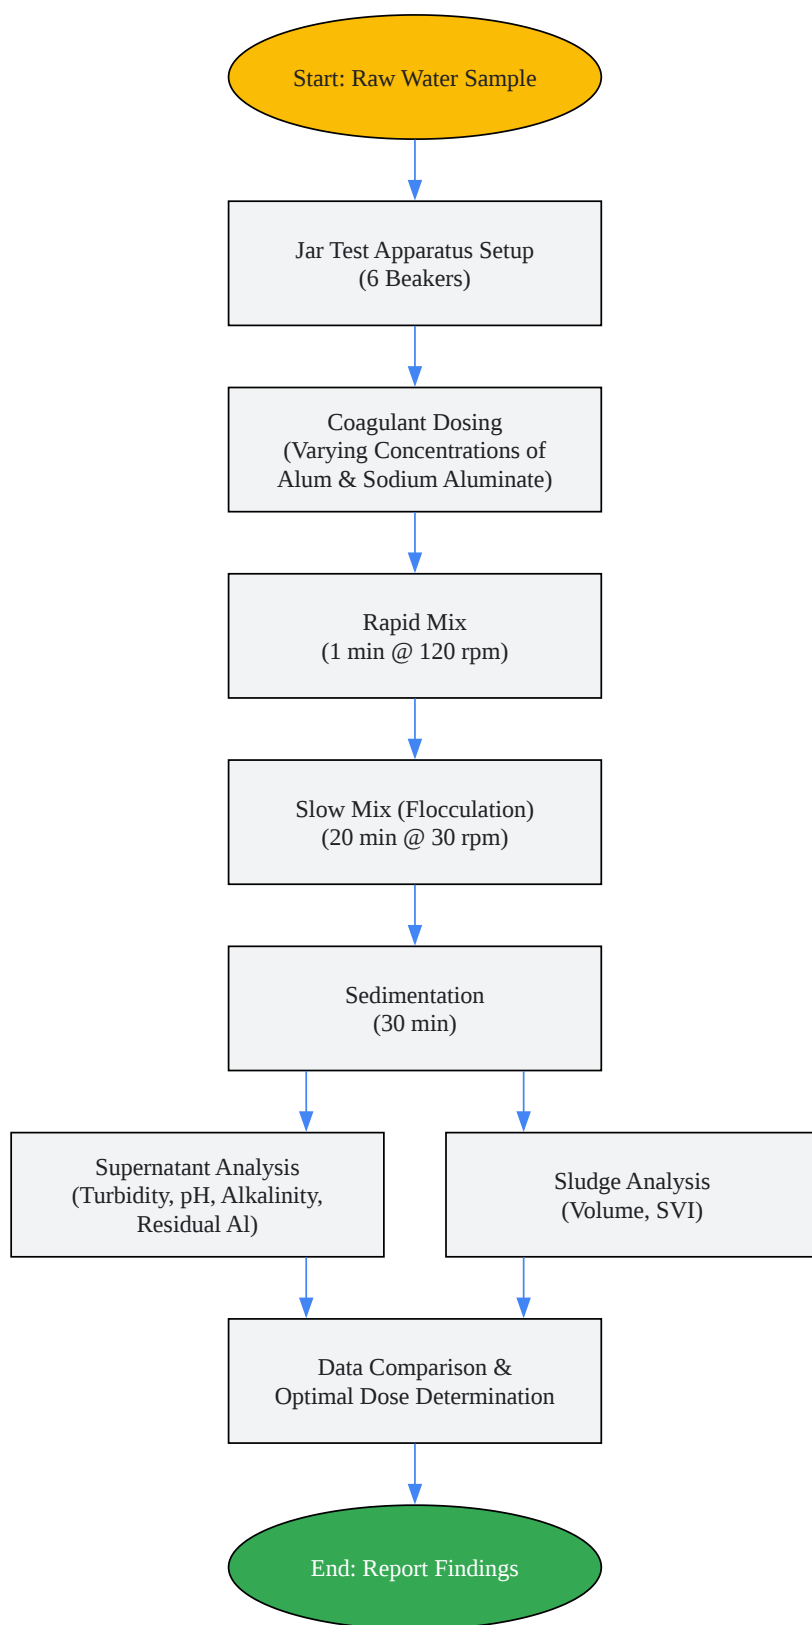 Start: Raw Water Sample
Jar Test Apparatus Setup
(6 Beakers)
Coagulant Dosing
(Varying Concentrations of
Alum & Sodium Aluminate)
Rapid Mix
(1 min @ 120 rpm)
Slow Mix (Flocculation)
(20 min @ 30 rpm)
Sedimentation
(30 min)
Supernatant Analysis
(Turbidity, pH, Alkalinity,
Residual Al)
Sludge Analysis
(Volume, SVI)
Data Comparison &
Optimal Dose Determination
End: Report Findings